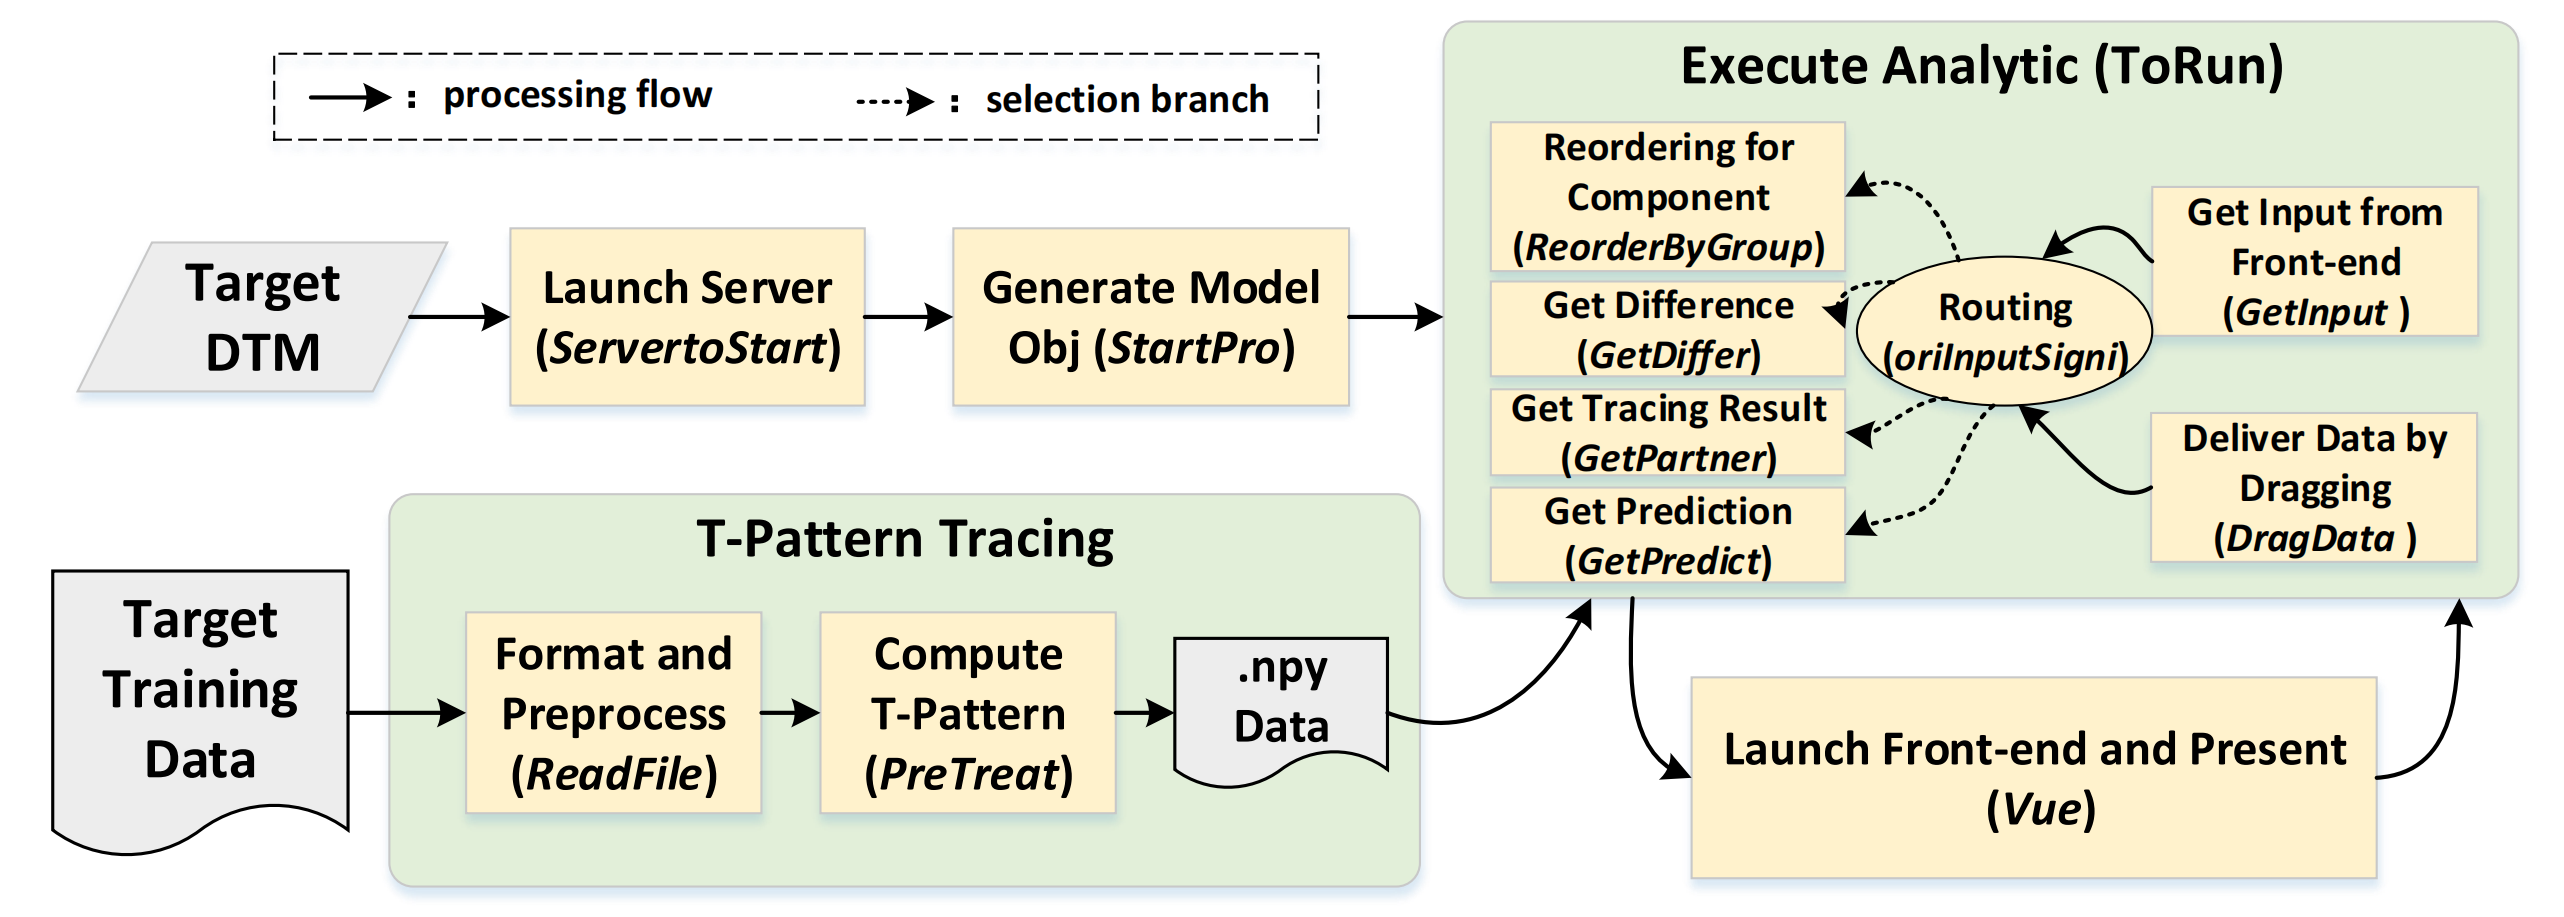 : processing flow
: selection branch
Target
DTM
Launch Server
(ServertoStart)
Generate Model
Obj (StartPro)
Execute Analytic (ToRun)
Reordering for
Component
(ReorderByGroup)
Get Difference
(GetDiffer)
Get Tracing Result
(GetPartner)
Get Prediction
(GetPredict)
Routing
(oriInputSigni)
Get Input from
Front-end
(GetInput )
Deliver Data by
Dragging
(DragData )
Target
Training
Data
T-Pattern Tracing
Format and
Preprocess
(ReadFile)
Compute
T-Pattern
(PreTreat)
.npy
Data
Launch Front-end and Present
(Vue)